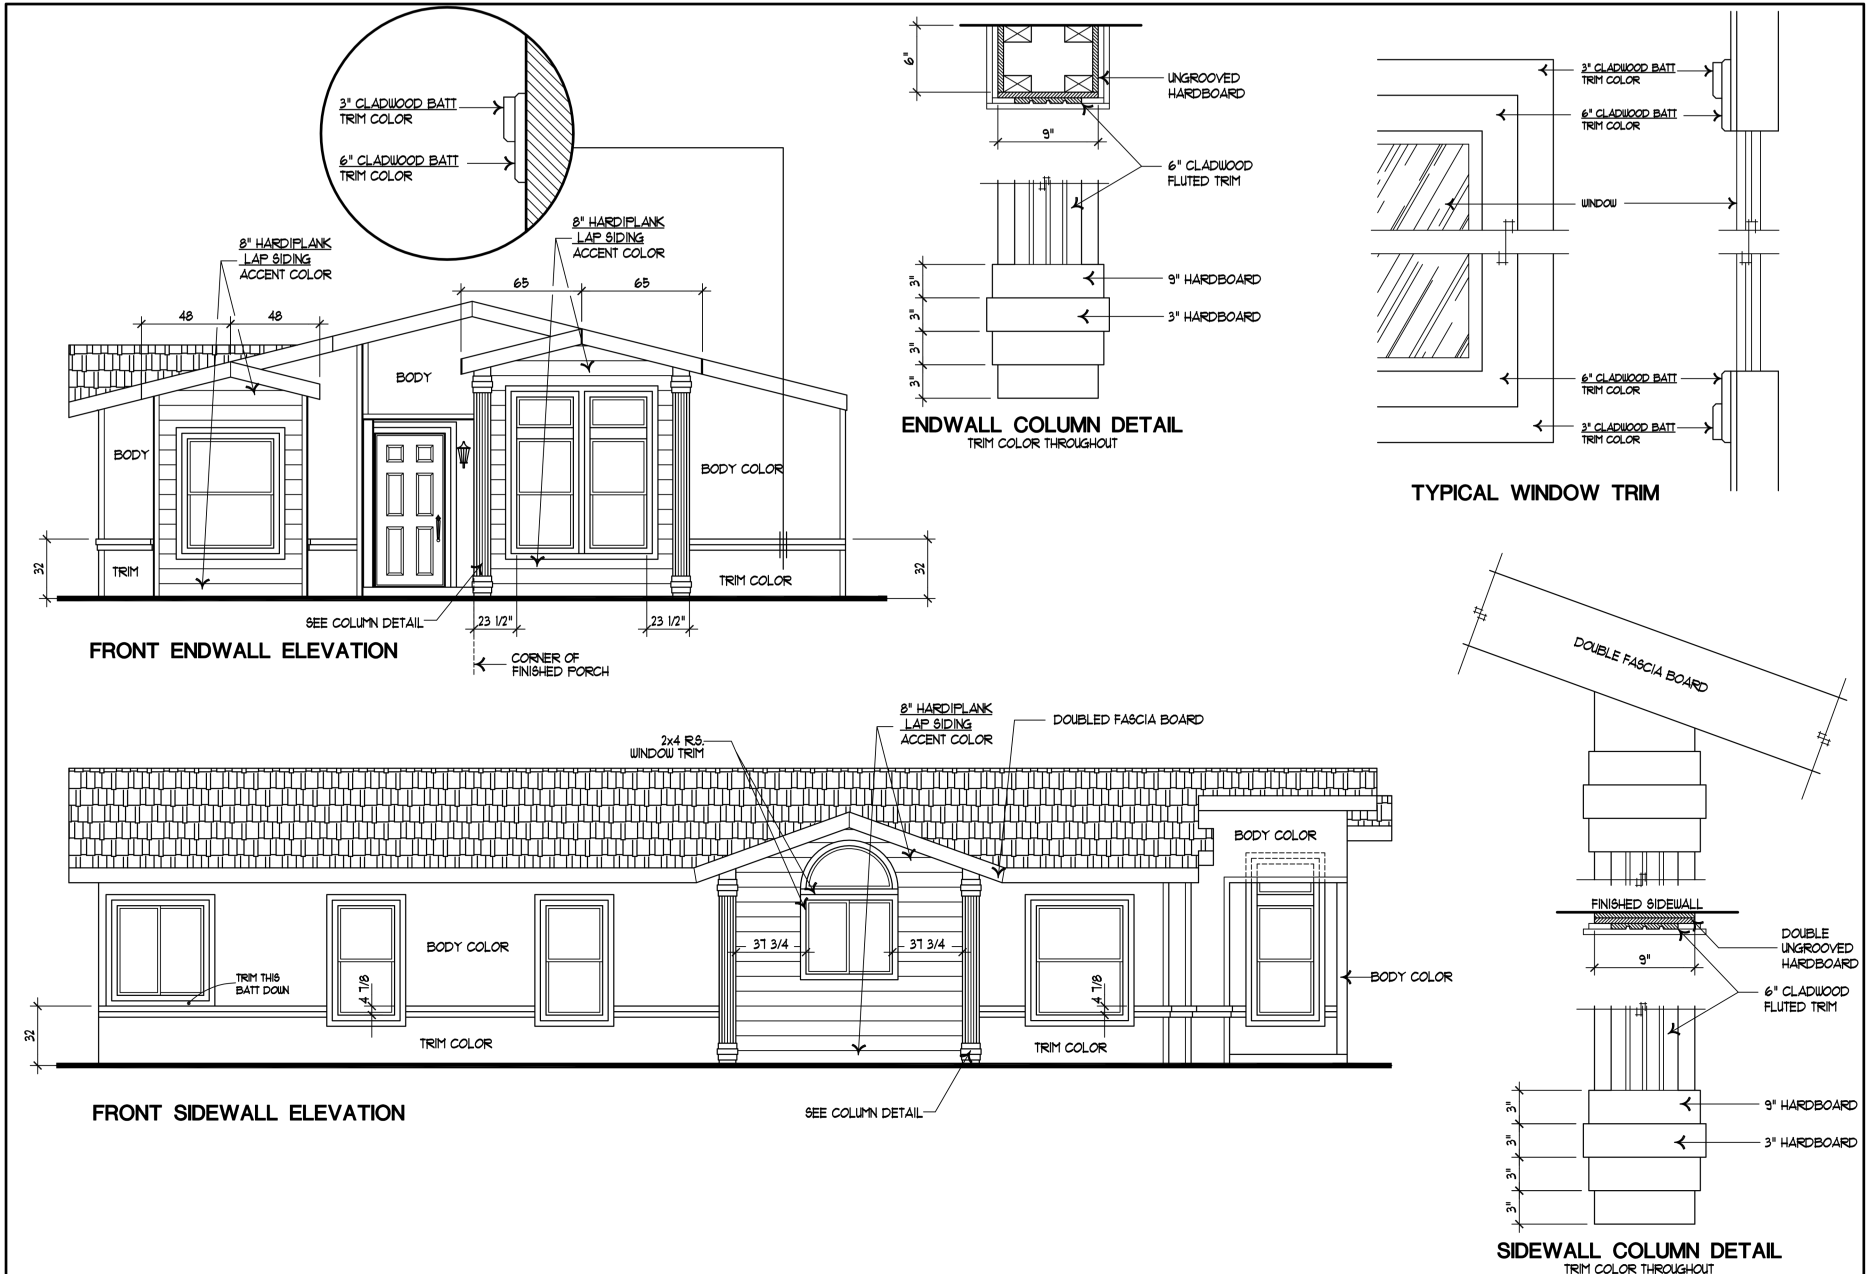 3" CLADWOOD BATT
TRIM COLOR
6" CLADWOOD BATT
TRIM COLOR
8" HARDIPLANK
LAP SIDING
ACCENT COLOR
8" HARDIPLANK
LAP SIDING
ACCENT COLOR
65
65
48
48
BODY
BODY
BODY COLOR
32
TRIM
TRIM COLOR
32
SEE COLUMN DETAIL
23 1/2"
23 1/2"
CORNER OF
FINISHED PORCH
FRONT ENDWALL ELEVATION
6"
UNGROOVED
HARDBOARD
9"
6" CLADWOOD
FLUTED TRIM
3"
3"
3"
3"
9" HARDBOARD
3" HARDBOARD
ENDWALL COLUMN DETAIL
TRIM COLOR THROUGHOUT
3" CLADWOOD BATT
TRIM COLOR
6" CLADWOOD BATT
TRIM COLOR
WINDOW
6" CLADWOOD BATT
TRIM COLOR
3" CLADWOOD BATT
TRIM COLOR
TYPICAL WINDOW TRIM
2x4 R.S.
WINDOW TRIM
8" HARDIPLANK
LAP SIDING
ACCENT COLOR
DOUBLED FASCIA BOARD
BODY COLOR
BODY COLOR
37 3/4
37 3/4
TRIM THIS
BATT DOWN
4 7/8
4 7/8
BODY COLOR
32
TRIM COLOR
TRIM COLOR
SEE COLUMN DETAIL
FRONT SIDEWALL ELEVATION
DOUBLE FASCIA BOARD
FINISHED SIDEWALL
DOUBLE
UNGROOVED
HARDBOARD
9"
6" CLADWOOD
FLUTED TRIM
3"
3"
3"
3"
9" HARDBOARD
3" HARDBOARD
SIDEWALL COLUMN DETAIL
TRIM COLOR THROUGHOUT